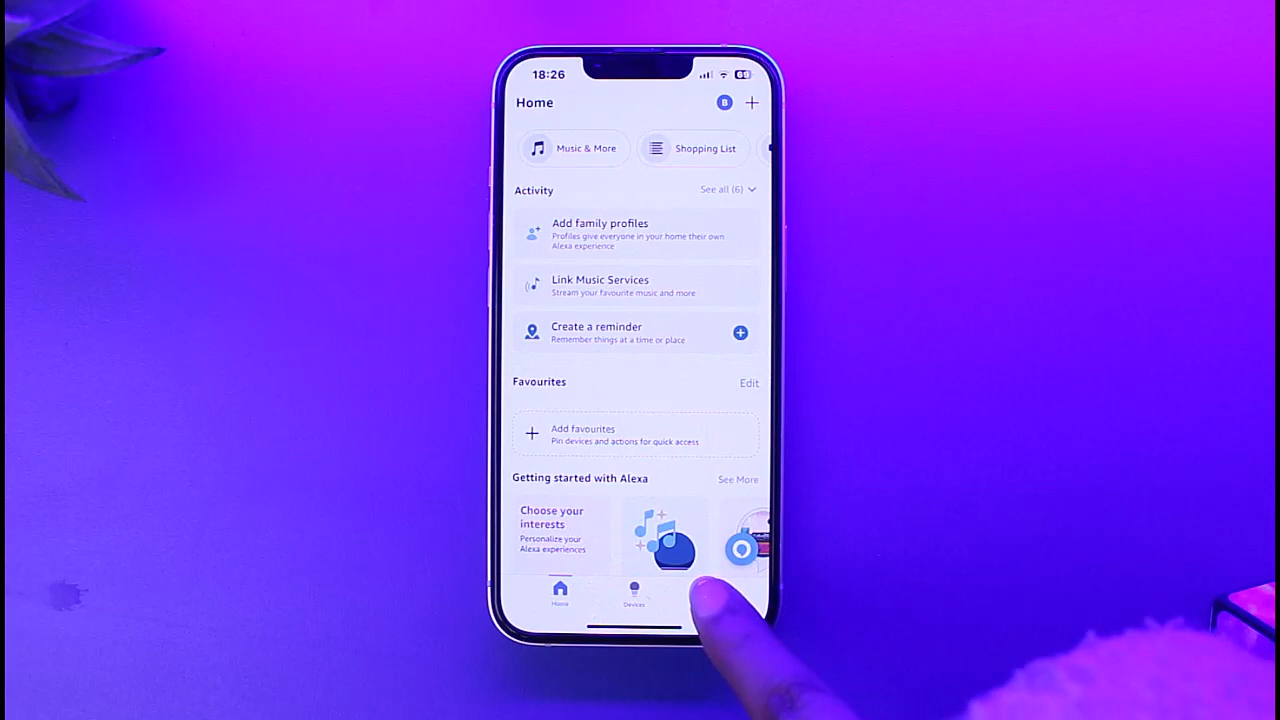 18:26
69
Home
B
Music & More
Shopping List
Activity
See all (6)
Add family profiles
Profiles give everyone in your home their own
Alexa experience
Link Music Services
Stream your favourite music and more
Create a reminder
Remember things at a time or place
Favourites
Edit
Add favourites
Pin devices and actions for quick access
Getting started with Alexa
See More
Choose your
interests
Personalize your
Alexa experiences
Home
Devices